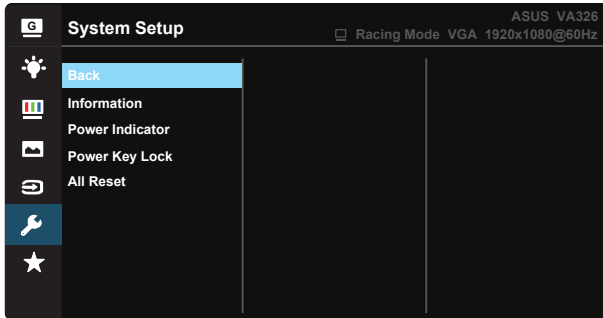 G
System Setup
ASUS VA326
Racing Mode VGA 1920x1080@60Hz
Back
Information
Power Indicator
Power Key Lock
All Reset